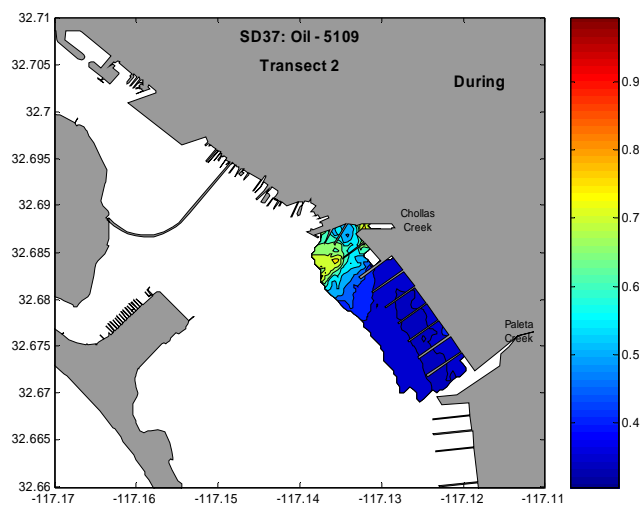 32.71
SD37: Oil - 5109
Transect 2
During
32.705
32.7
32.695
32.69
32.685
32.68
32.675
32.67
32.665
32.66
Chollas
Creek
Paleta
Creek
-117.17 -117.16 -117.15 -117.14 -117.13 -117.12 -117.11
0.9
0.8
0.7
0.6
0.5
0.4